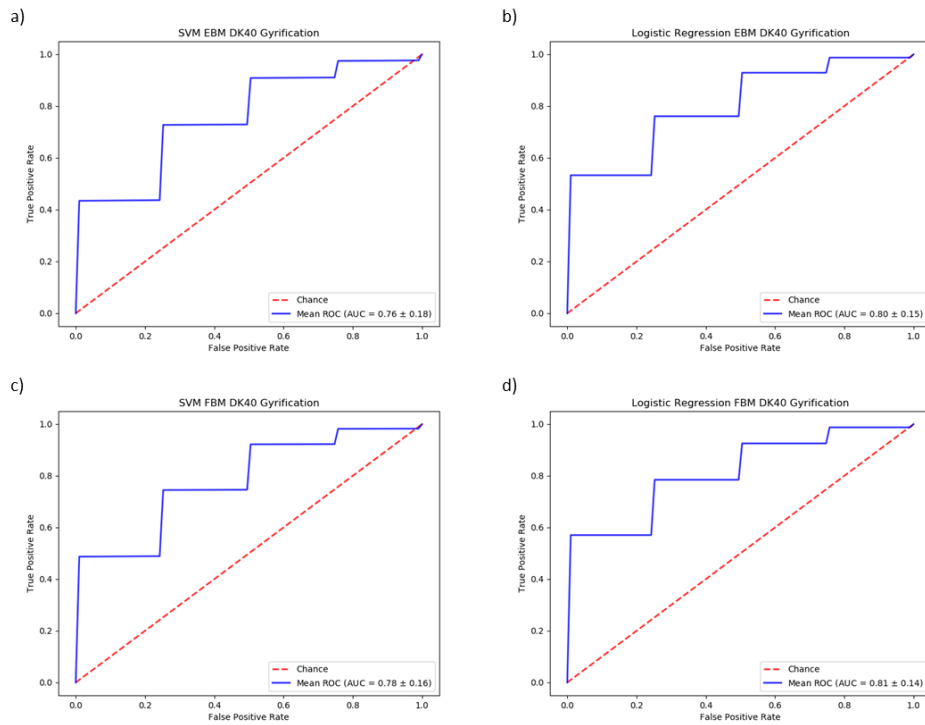 a)
SVM EBM DK40 Gyrification
1.0
0.8
0.6
0.4
0.2
0.0
True Positive Rate
0.0 0.2 0.4 0.6 0.8 1.0
False Positive Rate
Chance
Mean ROC (AUC = 0.76 ± 0.18)
b)
Logistic Regression EBM DK40 Gyrification
1.0
0.8
0.6
0.4
0.2
0.0
True Positive Rate
0.0 0.2 0.4 0.6 0.8 1.0
False Positive Rate
Chance
Mean ROC (AUC = 0.80 ± 0.15)
c)
SVM FBM DK40 Gyrification
1.0
0.8
0.6
0.4
0.2
0.0
True Positive Rate
0.0 0.2 0.4 0.6 0.8 1.0
False Positive Rate
Chance
Mean ROC (AUC = 0.78 ± 0.16)
d)
Logistic Regression FBM DK40 Gyrification
1.0
0.8
0.6
0.4
0.2
0.0
True Positive Rate
0.0 0.2 0.4 0.6 0.8 1.0
False Positive Rate
Chance
Mean ROC (AUC = 0.81 ± 0.14)